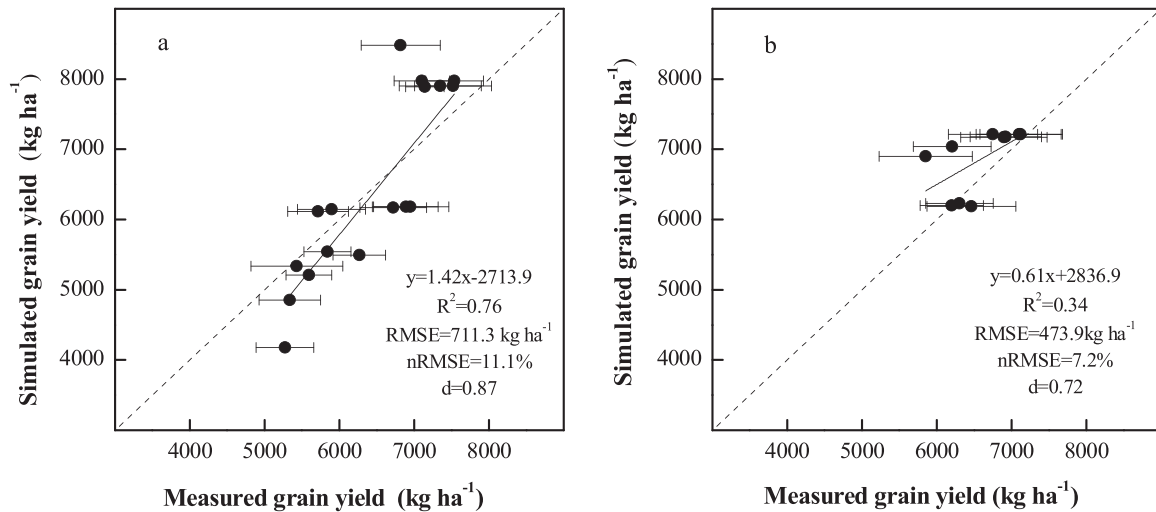 a
Simulated grain yield (kg ha⁻¹)
8000
7000
6000
5000
4000
y=1.42x-2713.9
R²=0.76
RMSE=711.3 kg ha⁻¹
nRMSE=11.1%
d=0.87
4000 5000 6000 7000 8000
Measured grain yield (kg ha⁻¹)
b
Simulated grain yield (kg ha⁻¹)
8000
7000
6000
5000
4000
y=0.61x+2836.9
R²=0.34
RMSE=473.9kg ha⁻¹
nRMSE=7.2%
d=0.72
4000 5000 6000 7000 8000
Measured grain yield (kg ha⁻¹)